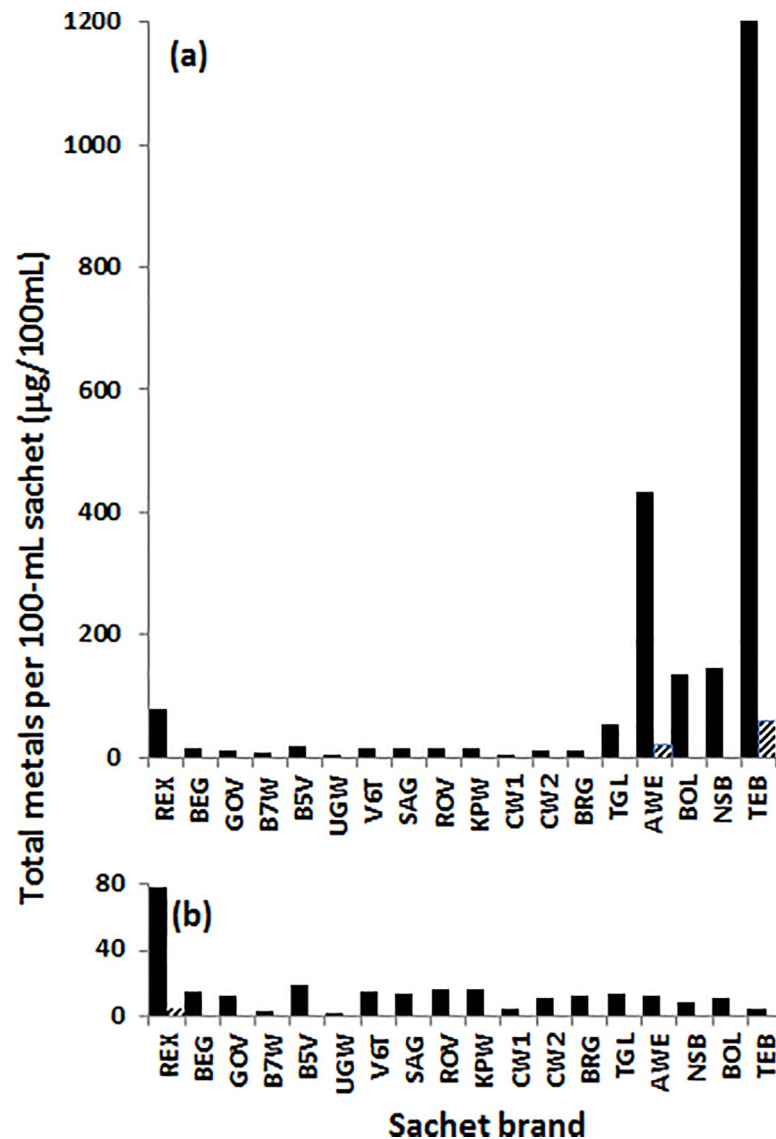 Total metals per 100-mL sachet (µg/100mL)
(a)
1200
1000
800
600
400
200
0
REX BEG GOV B7W B5V UGW V6T SAG ROV KPW CW1 CW2 BRG TGL AWE BOL NSB TEB
(b)
80
40
0
REX BEG GOV B7W B5V UGW V6T SAG ROV KPW CW1 CW2 BRG TGL AWE NSB BOL TEB
Sachet brand